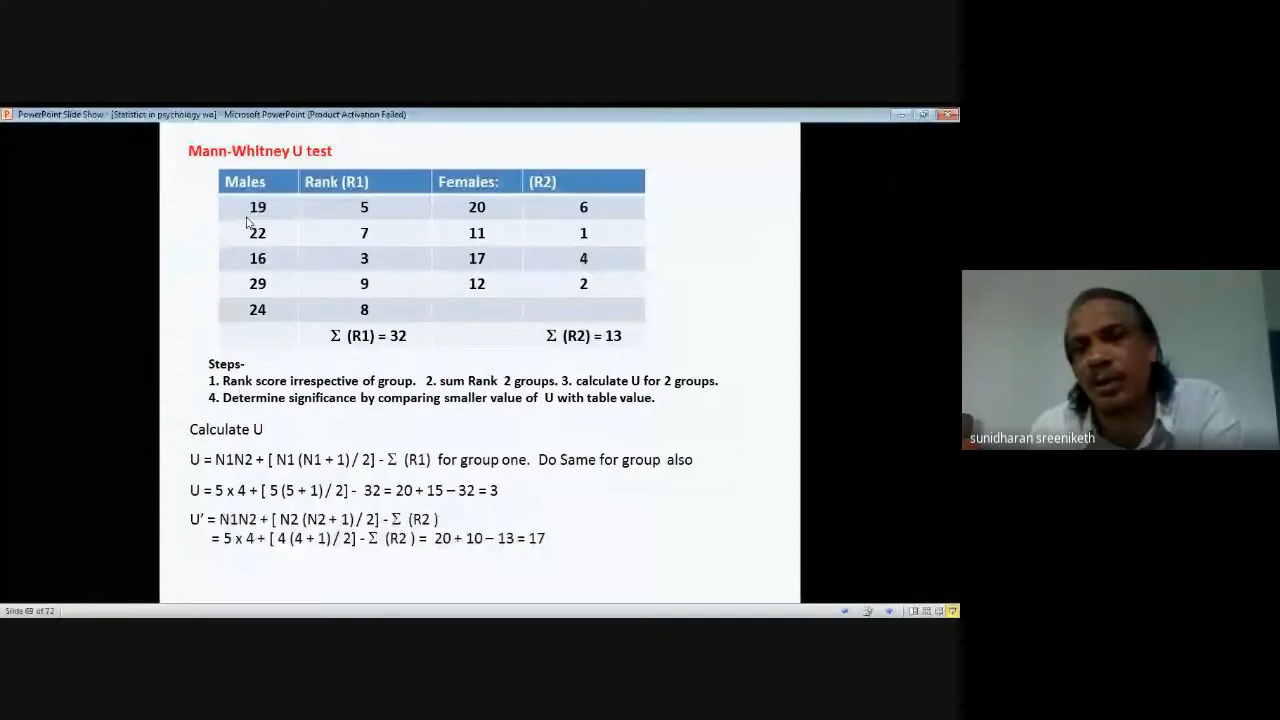 PowerPoint Slide Show - [Statistics in psychology wa] - Microsoft PowerPoint (Product Activation Failed)
Mann-Whitney U test
Males Rank (R1) Females: (R2)
19 5 20 6
22 7 11 1
16 3 17 4
29 9 12 2
24 8
Σ (R1) = 32 Σ (R2) = 13
Steps-
1. Rank score irrespective of group. 2. sum Rank 2 groups. 3. calculate U for 2 groups.
4. Determine significance by comparing smaller value of U with table value.
Calculate U
U = N1N2 + [ N1 (N1 + 1) / 2] - Σ (R1) for group one. Do Same for group also
U = 5 x 4 + [ 5 (5 + 1) / 2] - 32 = 20 + 15 – 32 = 3
U’ = N1N2 + [ N2 (N2 + 1) / 2] - Σ (R2 )
= 5 x 4 + [ 4 (4 + 1) / 2] - Σ (R2 ) = 20 + 10 – 13 = 17
Slide 69 of 72
sunidharan sreeniketh